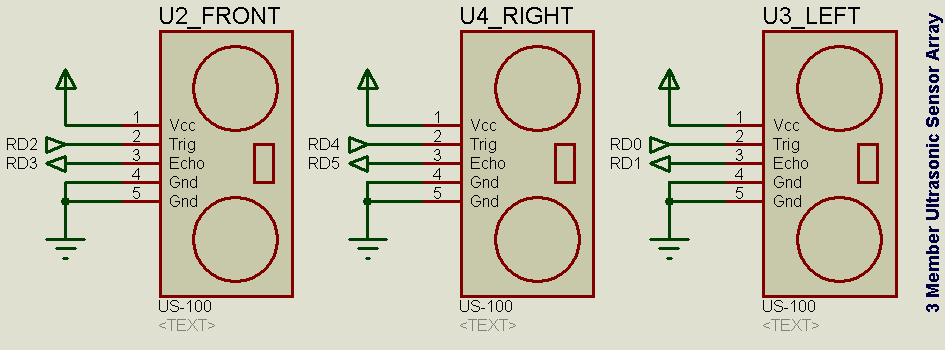 U2_FRONT
1 Vcc
RD2 2 Trig
RD3 3 Echo
4 Gnd
5 Gnd
US-100
<TEXT>
U4_RIGHT
1 Vcc
RD4 2 Trig
RD5 3 Echo
4 Gnd
5 Gnd
US-100
<TEXT>
U3_LEFT
1 Vcc
RD0 2 Trig
RD1 3 Echo
4 Gnd
5 Gnd
US-100
<TEXT>
3 Member Ultrasonic Sensor Array